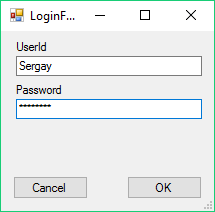 LoginF...
UserId
Sergay
Password
********
Cancel OK